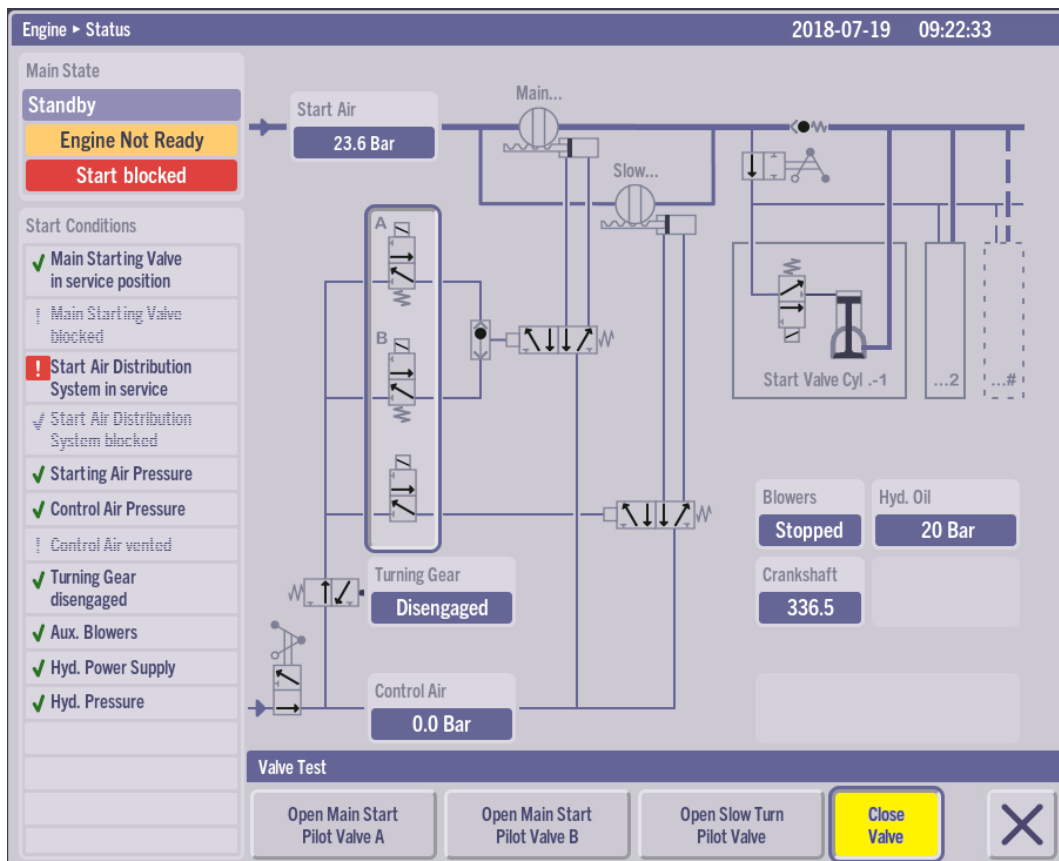 Engine ▸ Status
2018-07-19 09:22:33
Main State
Standby
Engine Not Ready
Start blocked
Start Conditions
Main Starting Valve
in service position
! Main Starting Valve
blocked
! Start Air Distribution
System in service
Start Air Distribution
System blocked
Starting Air Pressure
Control Air Pressure
! Control Air vented
Turning Gear
disengaged
Aux. Blowers
Hyd. Power Supply
Hyd. Pressure
Start Air
23.6 Bar
Main...
Slow...
A
B
Start Valve Cyl .-1
...2
...#
Turning Gear
Disengaged
Control Air
0.0 Bar
Blowers
Stopped
Hyd. Oil
20 Bar
Crankshaft
336.5
Valve Test
Open Main Start
Pilot Valve A
Open Main Start
Pilot Valve B
Open Slow Turn
Pilot Valve
Close
Valve